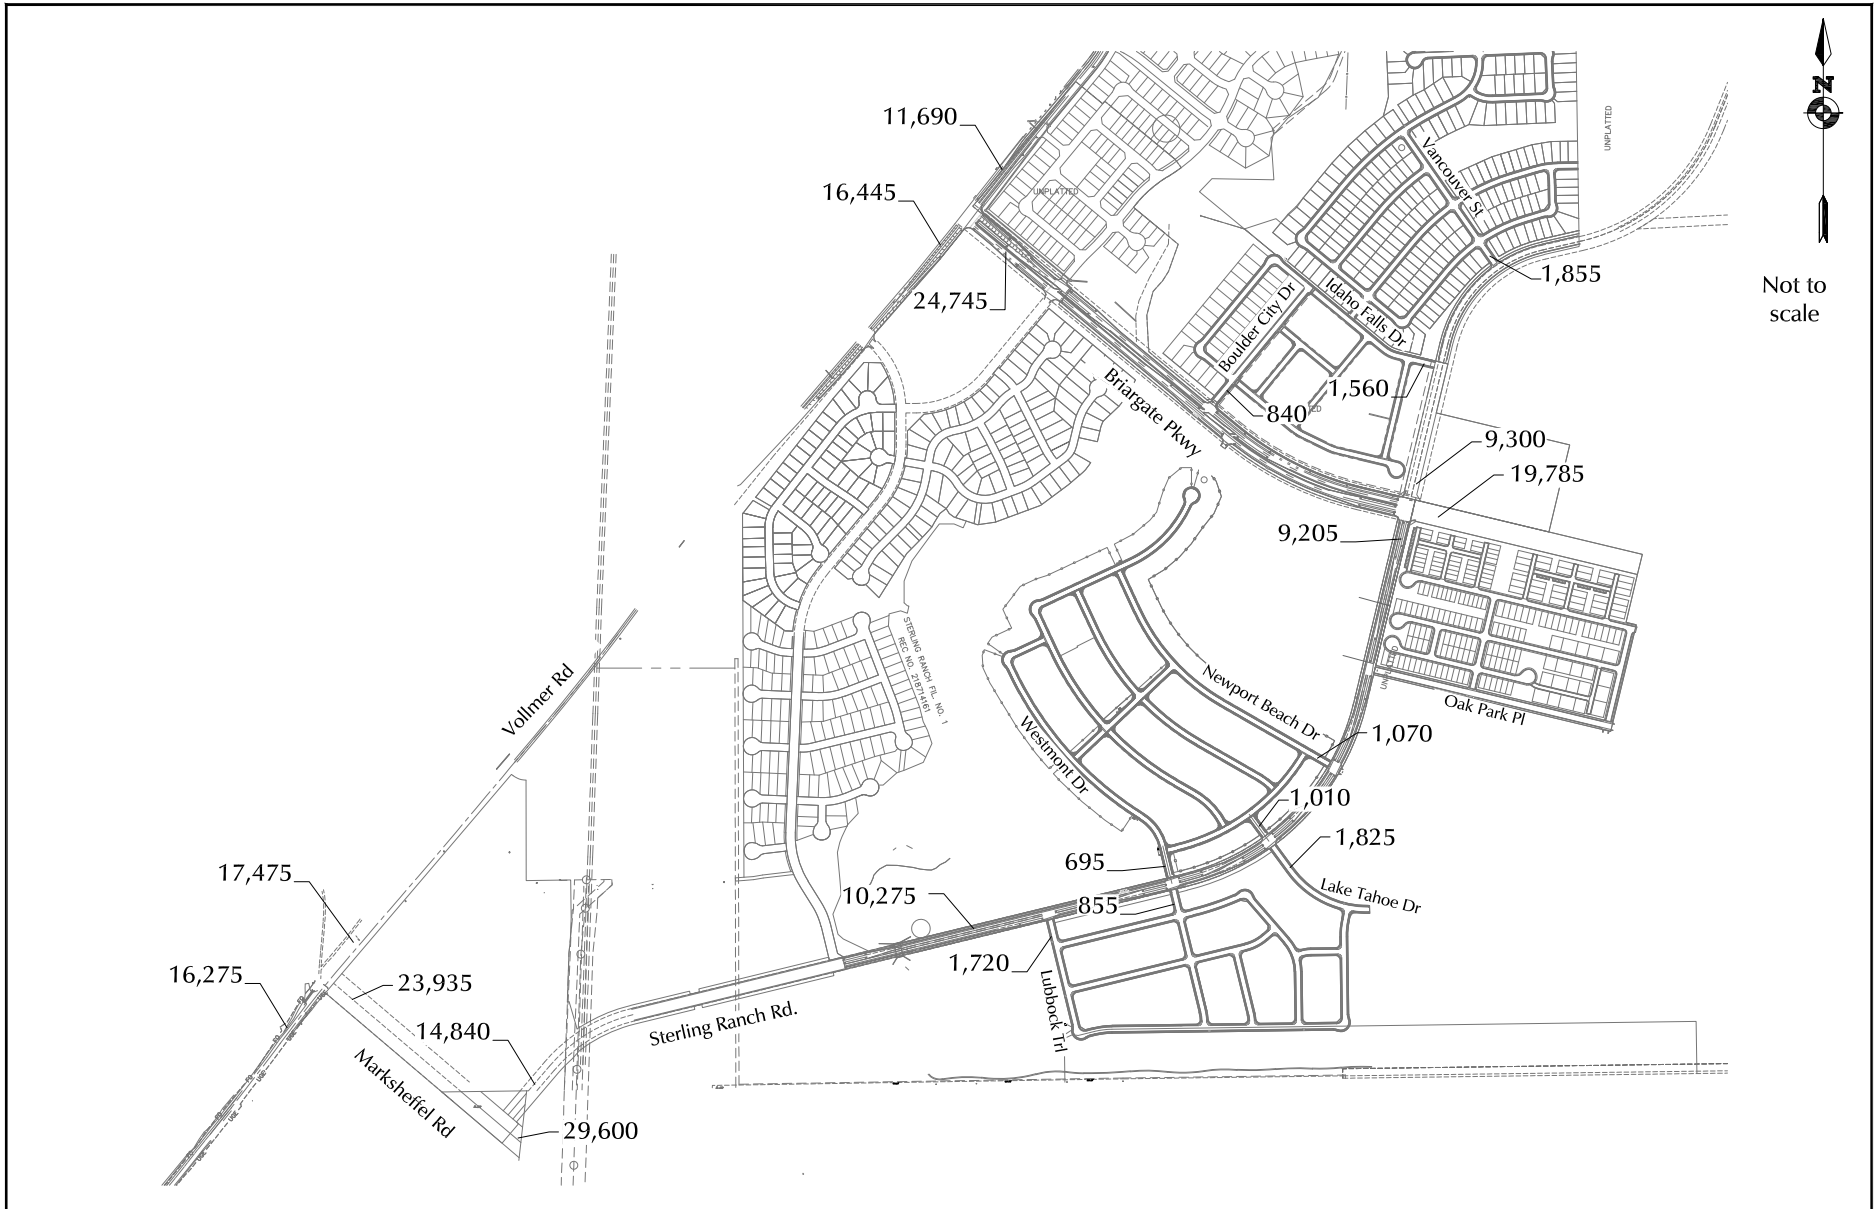 N
Not to
scale
11,690
16,445
24,745
UNPLATTED
UNPLATTED
Vancouver St
1,855
Idaho Falls Dr
Boulder City Dr
1,560
840
Briargate Pkwy
9,300
19,785
9,205
STERLING RANCH FIL. NO. 1
REC NO. 218714161
Vollmer Rd
Newport Beach Dr
Oak Park Pl
Westmont Dr
1,070
1,010
1,825
695
10,275
855
Lake Tahoe Dr
1,720
Lubbock Trl
17,475
16,275
23,935
14,840
Sterling Ranch Rd.
Marksheffel Rd
29,600